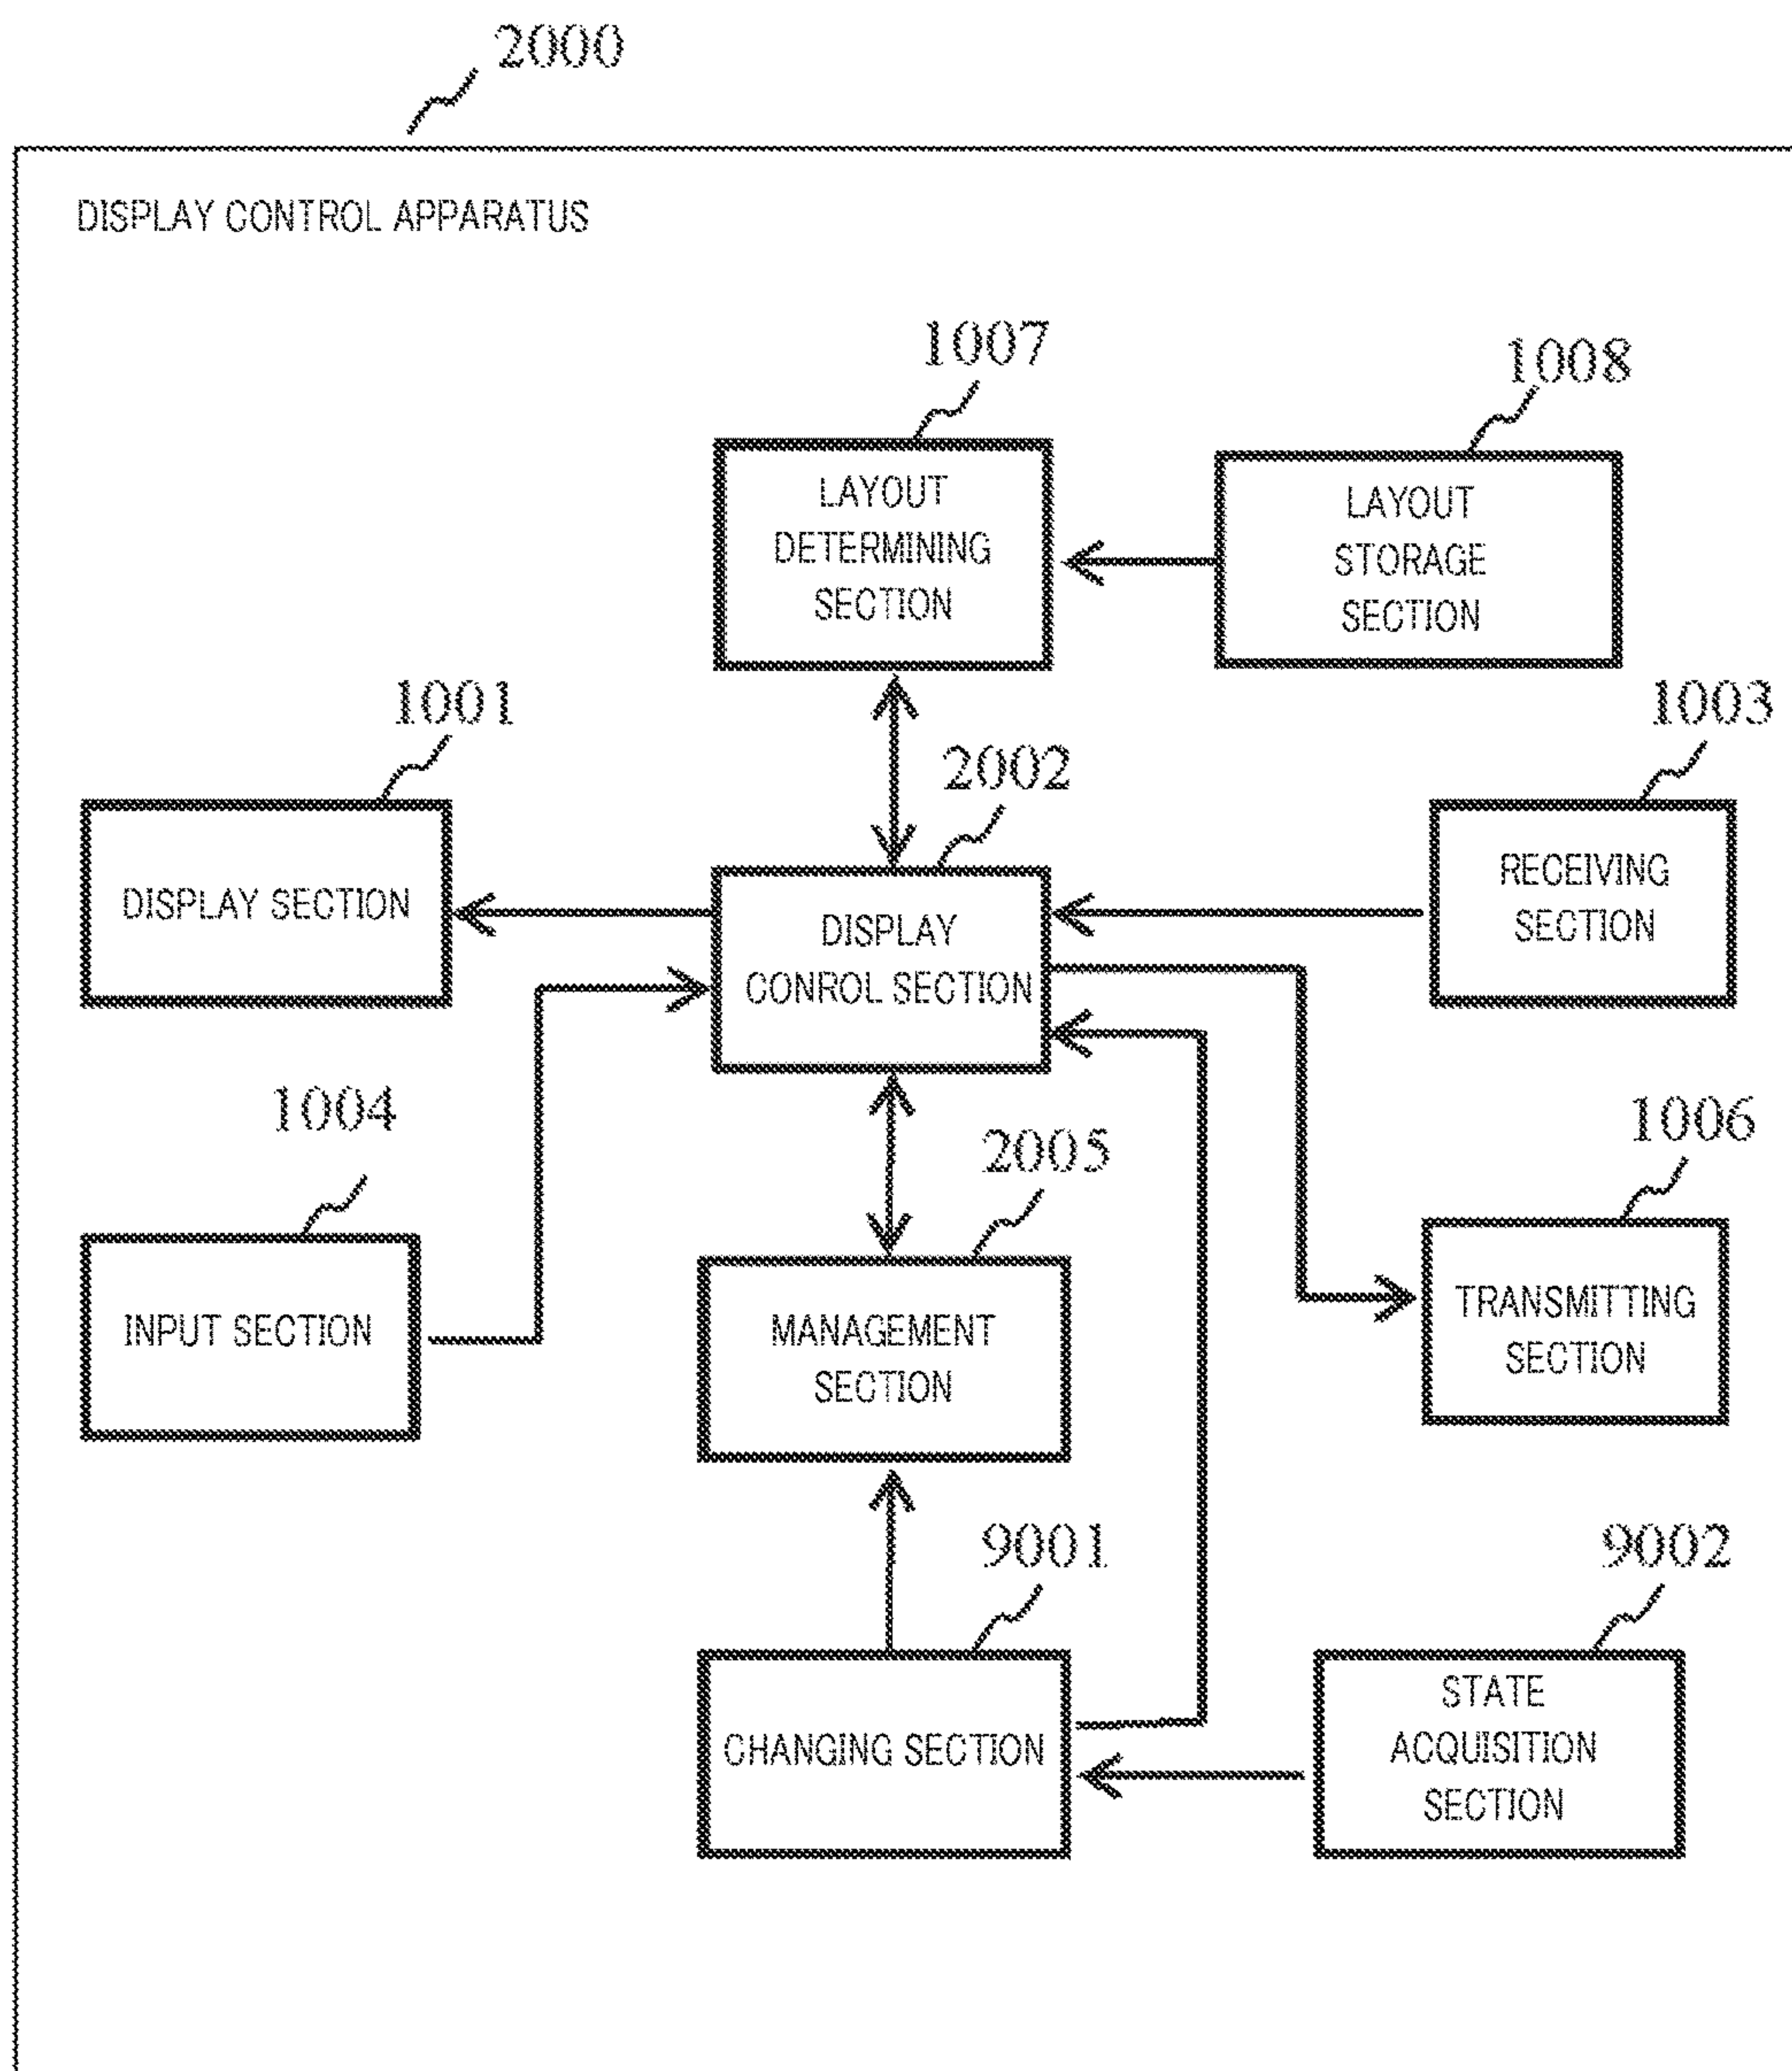 2000
DISPLAY CONTROL APPARATUS
1007
LAYOUT
DETERMINING
SECTION
1008
LAYOUT
STORAGE
SECTION
1001
DISPLAY SECTION
2002
DISPLAY
CONROL SECTION
1003
RECEIVING
SECTION
1004
INPUT SECTION
2005
MANAGEMENT
SECTION
1006
TRANSMITTING
SECTION
9001
CHANGING SECTION
9002
STATE
ACQUISITION
SECTION